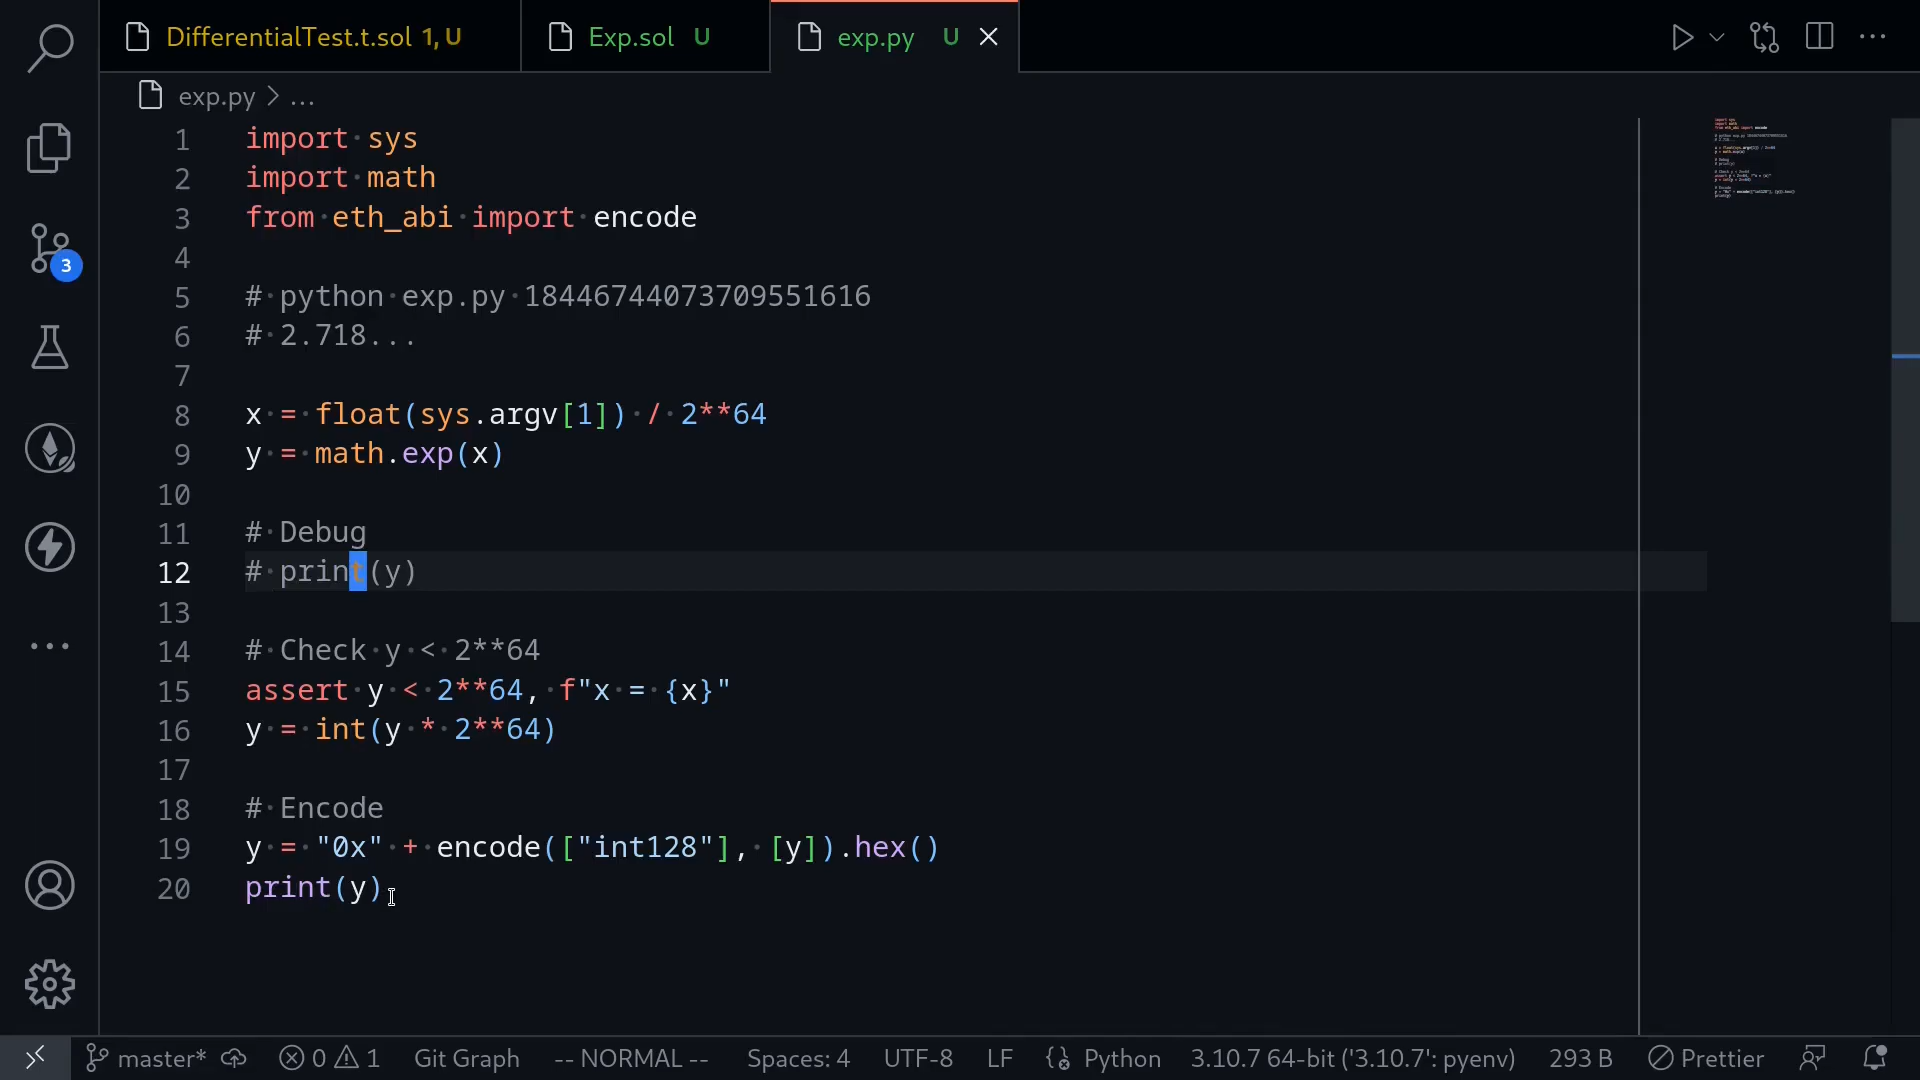 DifferentialTest.t.sol 1, U
Exp.sol U
exp.py U
exp.py > ...
1 import sys
2 import math
3 from eth_abi import encode
4
5 # python exp.py 18446744073709551616
6 # 2.718...
7
8 x = float(sys.argv[1]) / 2**64
9 y = math.exp(x)
10
11 # Debug
12 # print(y)
13
14 # Check y < 2**64
15 assert y < 2**64, f"x = {x}"
16 y = int(y * 2**64)
17
18 # Encode
19 y = "0x" + encode(["int128"], [y]).hex()
20 print(y)
3
master* 0 1 Git Graph -- NORMAL -- Spaces: 4 UTF-8 LF Python 3.10.7 64-bit ('3.10.7': pyenv) 293 B Prettier